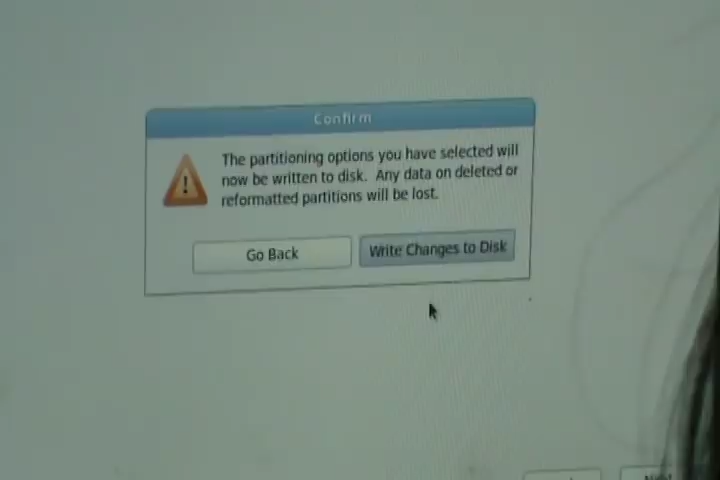 Confirm
The partitioning options you have selected will
now be written to disk. Any data on deleted or
reformatted partitions will be lost.
Go Back
Write Changes to Disk